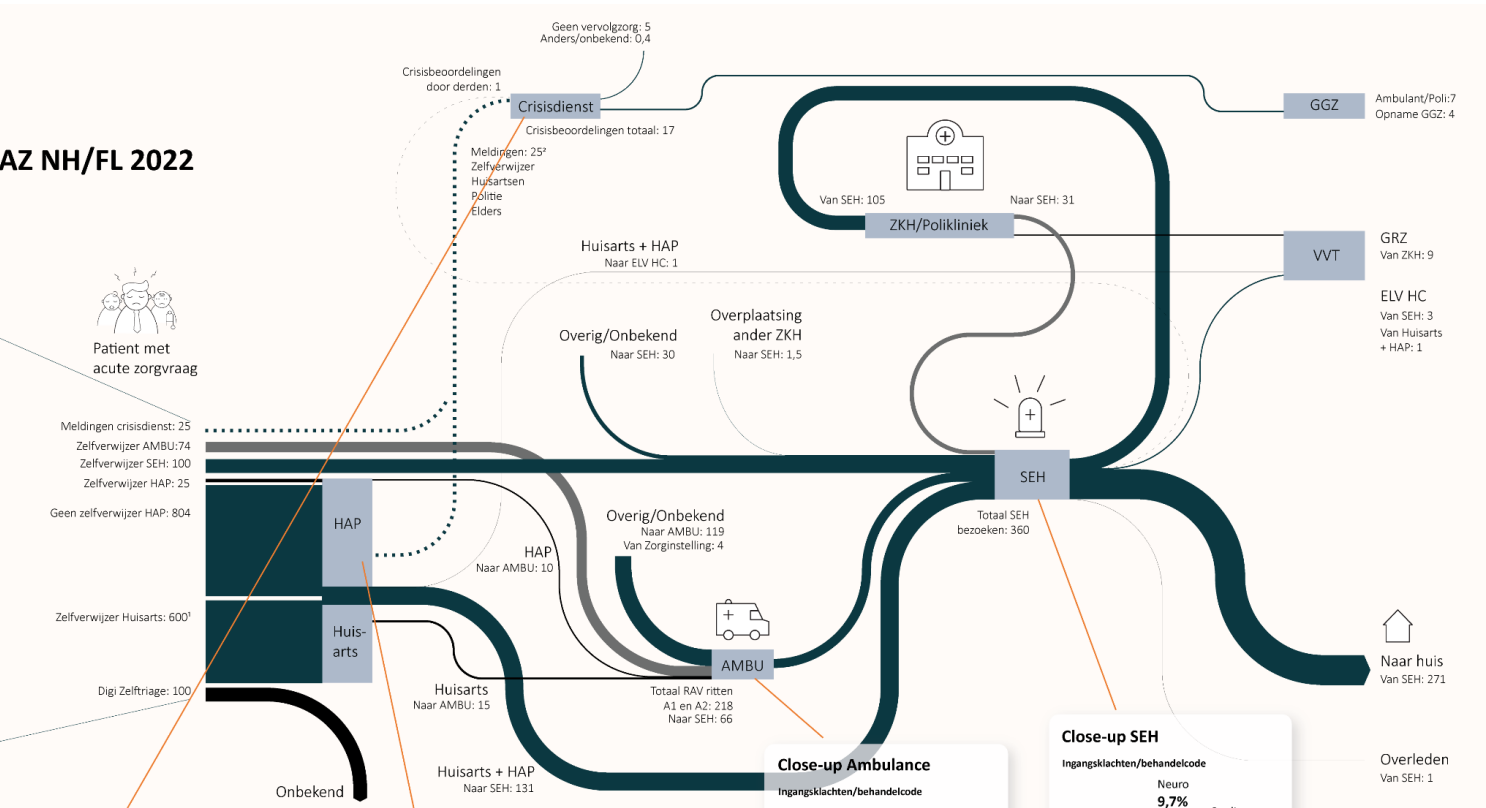 Geen vervolgzorg: 5
Anders/onbekend: 0,4
Crisisbeoordelingen
door derden: 1
Crisisdienst
Crisisbeoordelingen totaal: 17
GGZ
Ambulant/Poli:7
Opname GGZ: 4
AZ NH/FL 2022
Meldingen: 25²
Zelfverwijzer
Huisartsen
Politie
Elders
Van SEH: 105
Naar SEH: 31
ZKH/Polikliniek
Huisarts + HAP
Naar ELV HC: 1
VVT
GRZ
Van ZKH: 9
ELV HC
Van SEH: 3
Van Huisarts
+ HAP: 1
Patient met
acute zorgvraag
Overig/Onbekend
Naar SEH: 30
Overplaatsing
ander ZKH
Naar SEH: 1,5
Meldingen crisisdienst: 25
Zelfverwijzer AMBU:74
Zelfverwijzer SEH: 100
Zelfverwijzer HAP: 25
Geen zelfverwijzer HAP: 804
HAP
SEH
Totaal SEH
bezoeken: 360
Overig/Onbekend
Naar AMBU: 119
Van Zorginstelling: 4
HAP
Naar AMBU: 10
Zelfverwijzer Huisarts: 600¹
Huis-
arts
AMBU
Totaal RAV ritten
A1 en A2: 218
Naar SEH: 66
Digi Zelftriage: 100
Huisarts
Naar AMBU: 15
Naar huis
Van SEH: 271
Onbekend
Huisarts + HAP
Naar SEH: 131
Close-up Ambulance
Ingangsklachten/behandelcode
Close-up SEH
Ingangsklachten/behandelcode
Neuro
9,7%
Overleden
Van SEH: 1